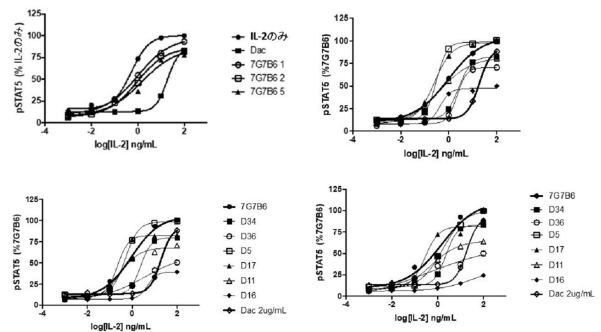 pSTAT5 (% IL-2のみ)
125
100
75
50
25
0
-4 -2 0 2 4
log[IL-2] ng/mL
IL-2のみ
Dac
7G7B6 1
7G7B6 2
7G7B6 5
pSTAT5 (%7G7B6)
125
100
75
50
25
0
-4 -2 0 2 4
log[IL-2] ng/mL
pSTAT5 (%7G7B6)
125
100
75
50
25
0
-4 -2 0 2 4
log[IL-2] ng/mL
7G7B6
D34
D36
D5
D17
D11
D16
Dac 2ug/mL
pSTAT5 (%7G7B6)
125
100
75
50
25
0
-4 -2 0 2 4
log[IL-2] ng/mL
7G7B6
D34
D36
D5
D17
D11
D16
Dac 2ug/mL